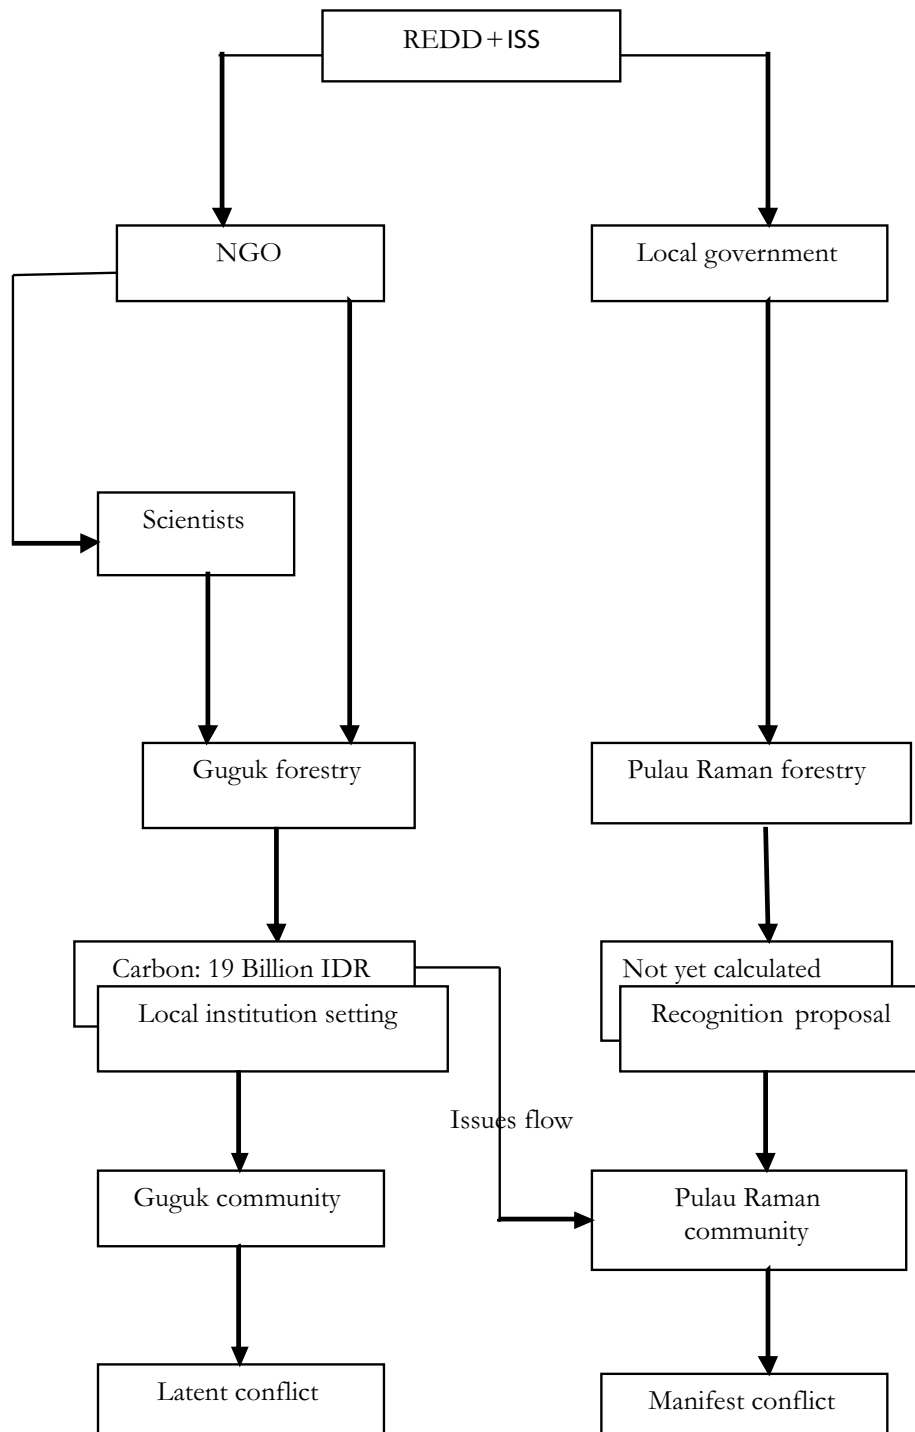 REDD+ISS
NGO
Local government
Scientists
Guguk forestry
Pulau Raman forestry
Carbon: 19 Billion IDR
Not yet calculated
Local institution setting
Recognition proposal
Issues flow
Guguk community
Pulau Raman
community
Latent conflict
Manifest conflict